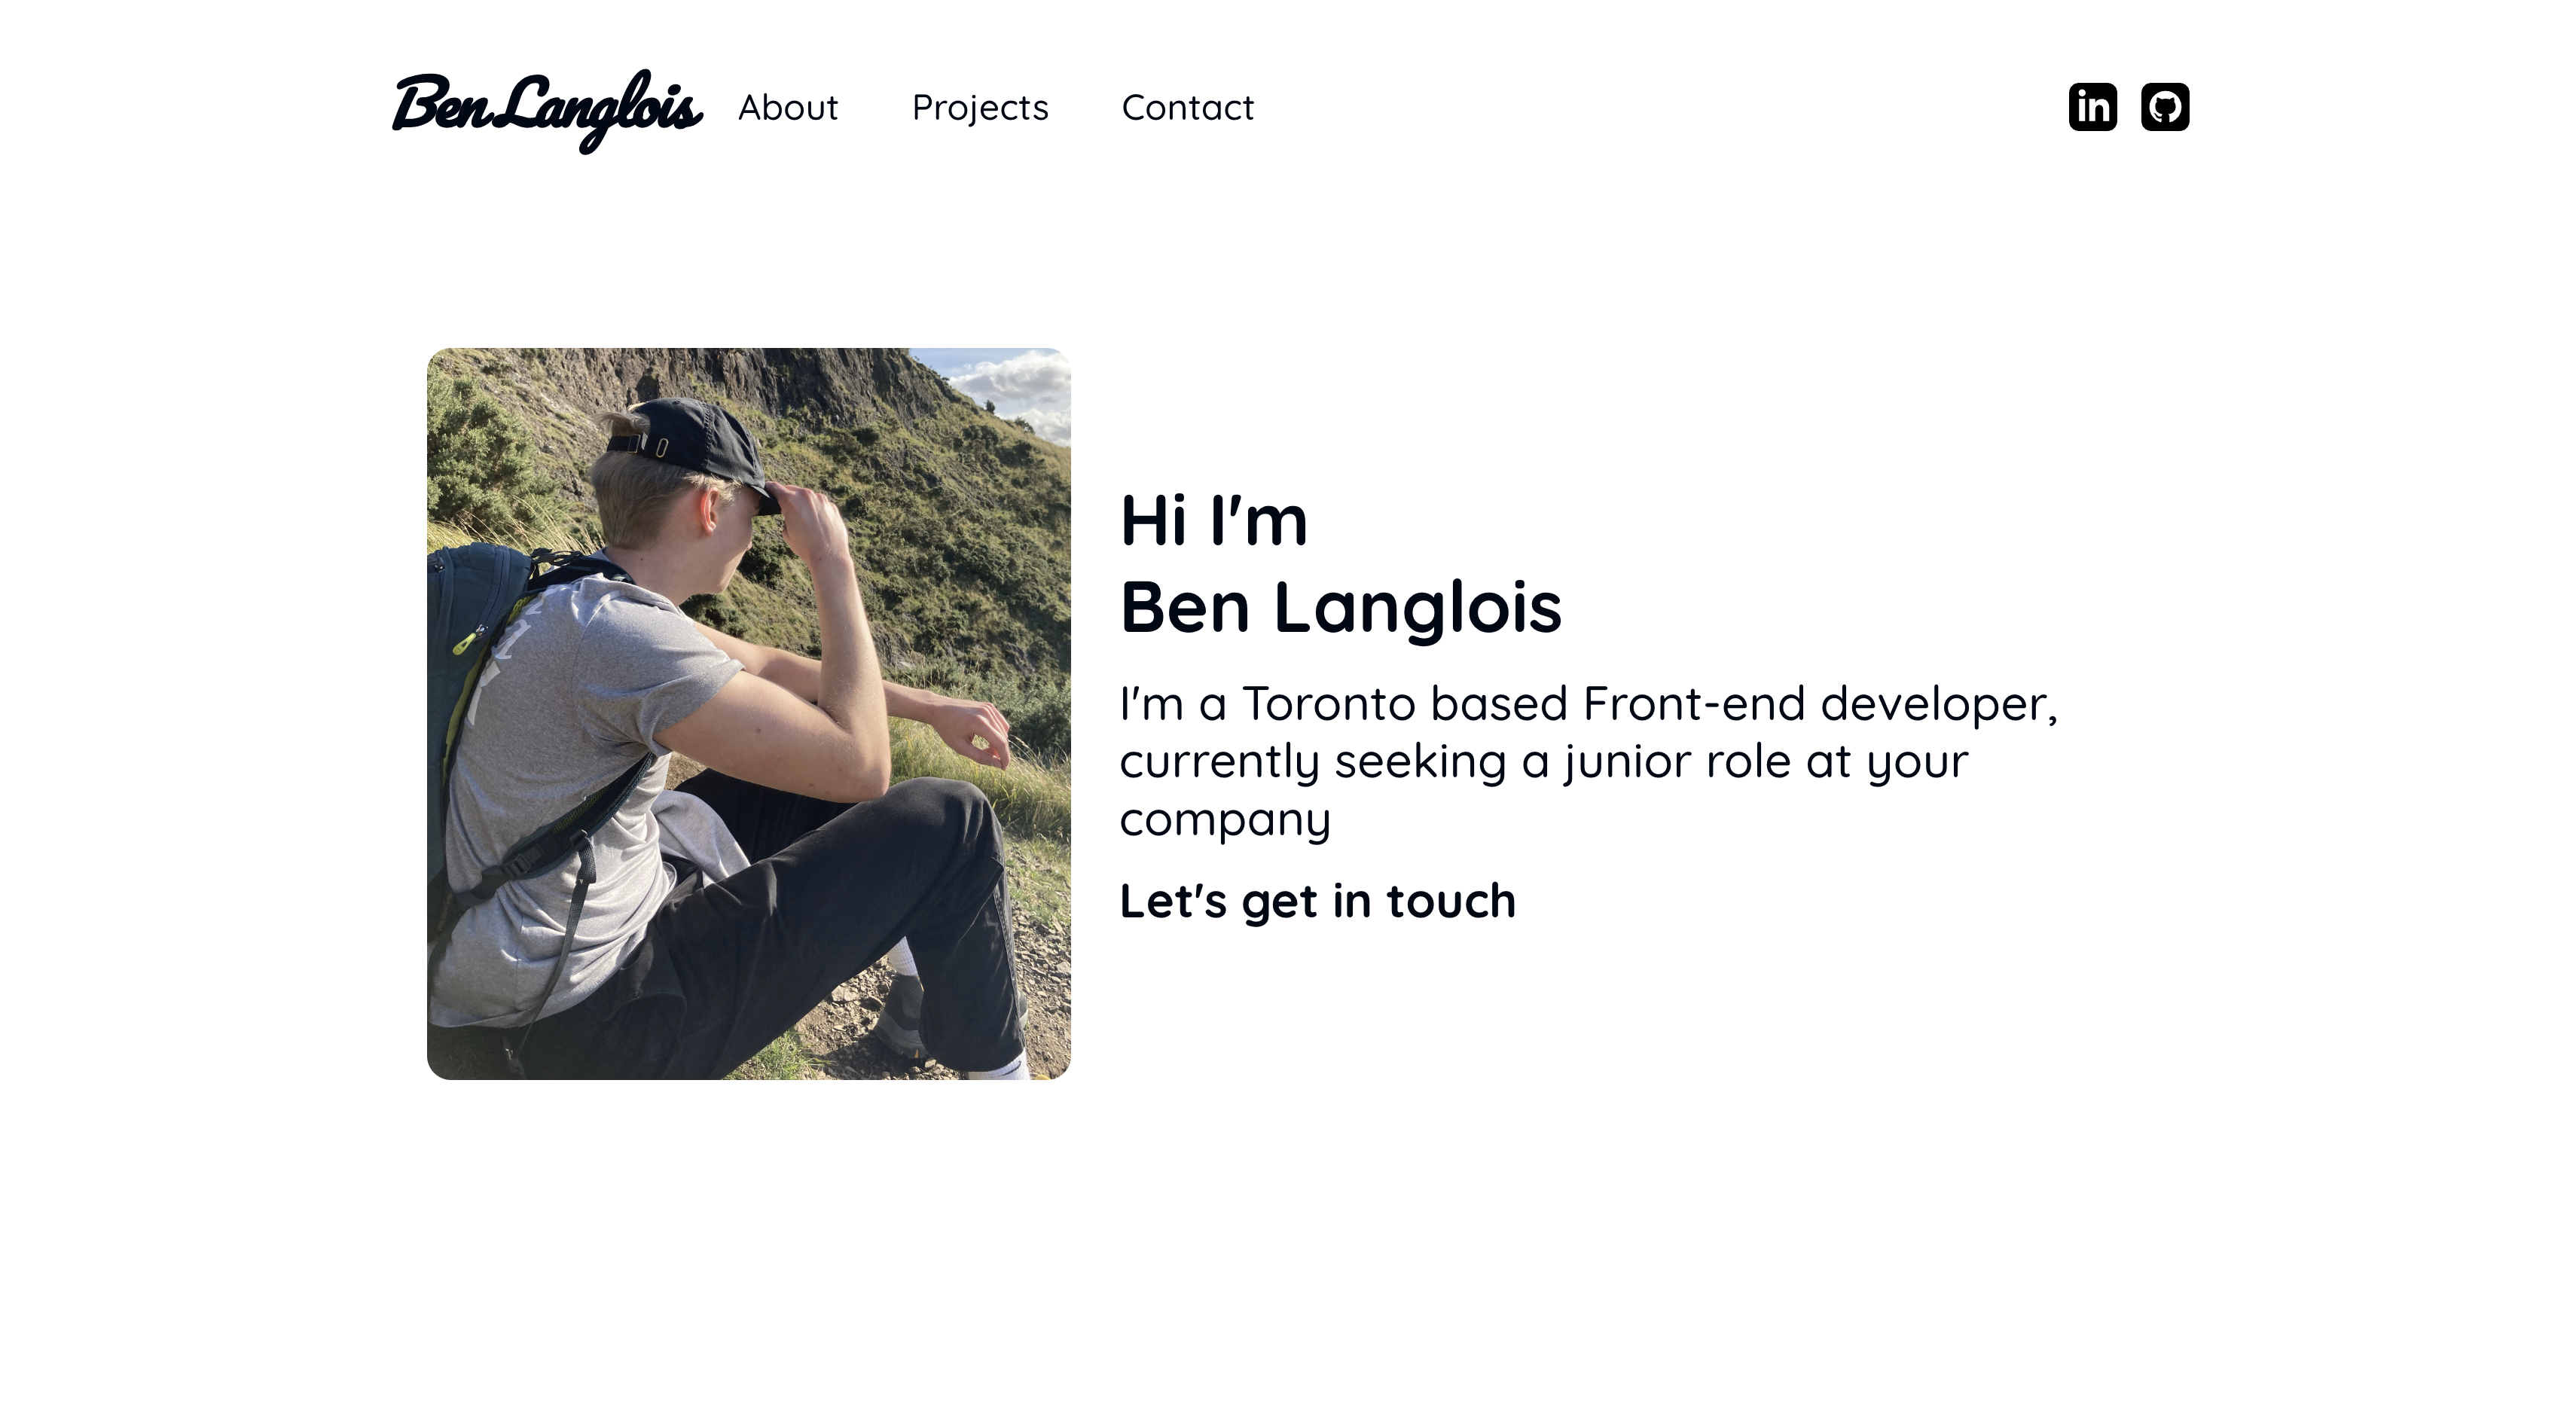 Ben Langlois About Projects Contact in
Hi I'm
Ben Langlois
I'm a Toronto based Front-end developer,
currently seeking a junior role at your
company
Let's get in touch